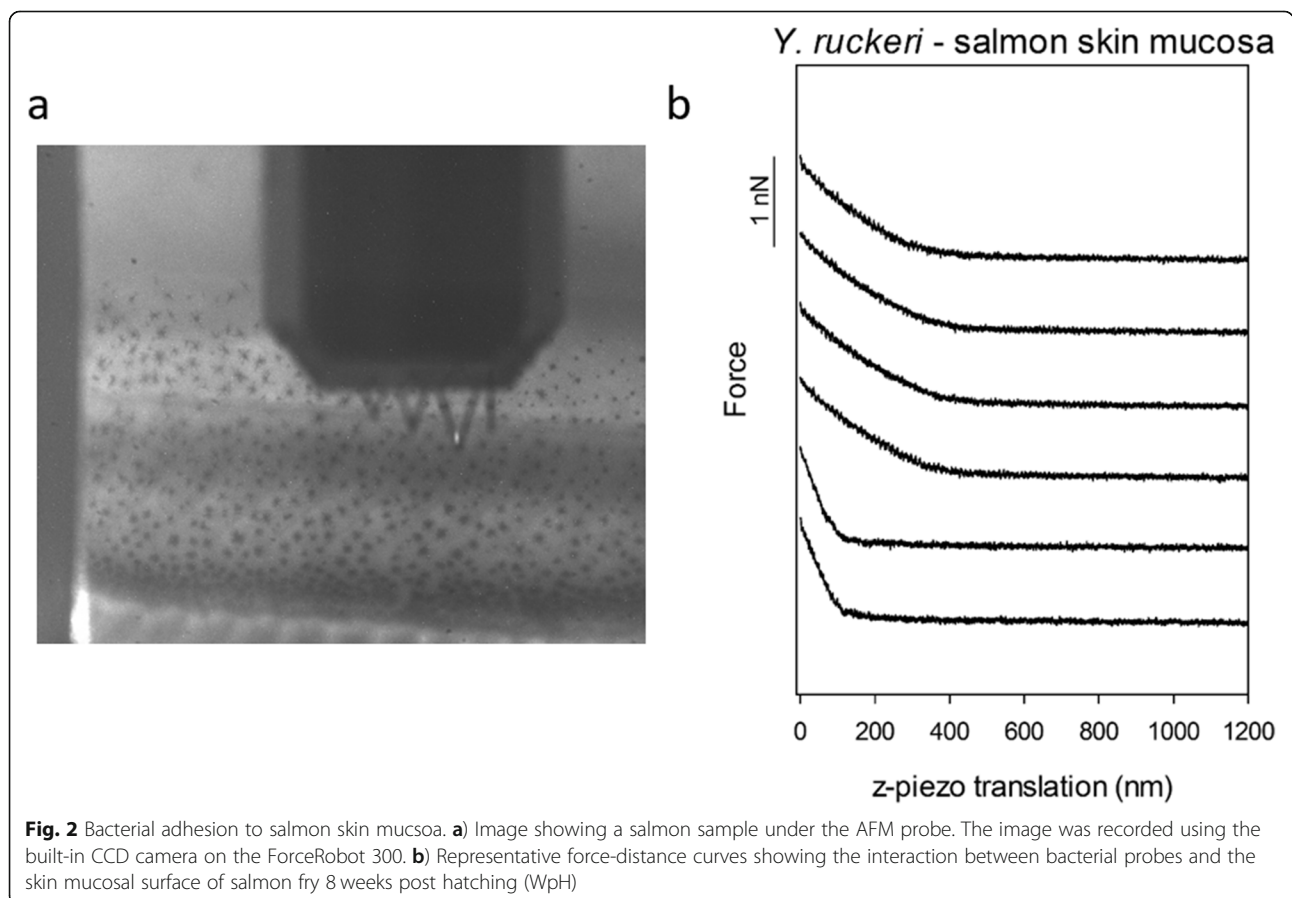 a
b
Y. ruckeri - salmon skin mucosa
1 nN
Force
0 200 400 600 800 1000 1200
z-piezo translation (nm)
Fig. 2 Bacterial adhesion to salmon skin mucsoa. a) Image showing a salmon sample under the AFM probe. The image was recorded using the
built-in CCD camera on the ForceRobot 300. b) Representative force-distance curves showing the interaction between bacterial probes and the
skin mucosal surface of salmon fry 8 weeks post hatching (WpH)